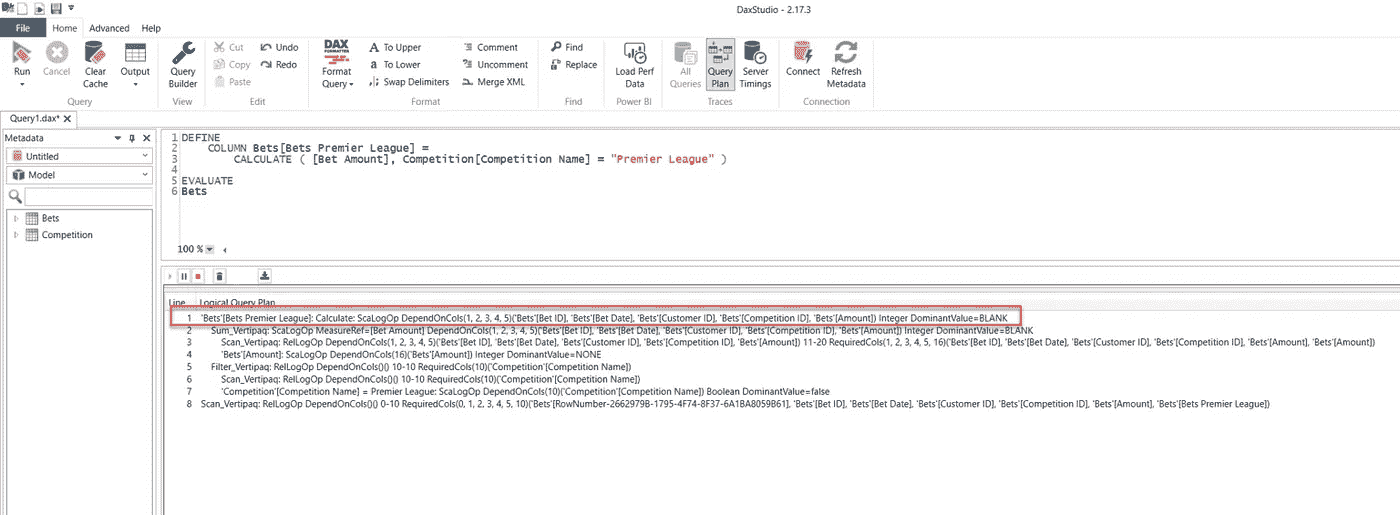 DaxStudio - 2.17.3
File Home Advanced Help
Run Cancel Clear Cache Output Query Builder Cut Copy Paste Undo Redo DAX FORMATTER Format Query To Upper To Lower Swap Delimiters Comment Uncomment Merge XML Find Replace Load Perf Data All Queries Query Plan Server Timings Connect Refresh Metadata
Query View Edit Format Find Power BI Traces Connection
Query1.dax*
Metadata
Untitled
Model
Bets
Competition
1 DEFINE
2 COLUMN Bets[Bets Premier League] =
3 CALCULATE ( [Bet Amount], Competition[Competition Name] = "Premier League" )
4
5 EVALUATE
6 Bets
100 %
Line Logical Query Plan
1 'Bets'[Bets Premier League]: Calculate: ScaLogOp DependOnCols(1, 2, 3, 4, 5)('Bets'[Bet ID], 'Bets'[Bet Date], 'Bets'[Customer ID], 'Bets'[Competition ID], 'Bets'[Amount]) Integer DominantValue=BLANK
2 Sum_Vertipaq: ScaLogOp MeasureRef=[Bet Amount] DependOnCols(1, 2, 3, 4, 5)('Bets'[Bet ID], 'Bets'[Bet Date], 'Bets'[Customer ID], 'Bets'[Competition ID], 'Bets'[Amount]) Integer DominantValue=BLANK
3 Scan_Vertipaq: RelLogOp DependOnCols(1, 2, 3, 4, 5)('Bets'[Bet ID], 'Bets'[Bet Date], 'Bets'[Customer ID], 'Bets'[Competition ID], 'Bets'[Amount]) 11-20 RequiredCols(1, 2, 3, 4, 5, 16)('Bets'[Bet ID], 'Bets'[Bet Date], 'Bets'[Customer ID], 'Bets'[Competition ID], 'Bets'[Amount], 'Bets'[Amount])
4 'Bets'[Amount]: ScaLogOp DependOnCols(16)('Bets'[Amount]) Integer DominantValue=NONE
5 Filter_Vertipaq: RelLogOp DependOnCols()() 10-10 RequiredCols(10)('Competition'[Competition Name])
6 Scan_Vertipaq: RelLogOp DependOnCols()() 10-10 RequiredCols(10)('Competition'[Competition Name])
7 'Competition'[Competition Name] = Premier League: ScaLogOp DependOnCols(10)('Competition'[Competition Name]) Boolean DominantValue=false
8 Scan_Vertipaq: RelLogOp DependOnCols()() 0-10 RequiredCols(0, 1, 2, 3, 4, 5, 10)('Bets'[RowNumber-2662979B-1795-4F74-8F37-6A1BA8059B61], 'Bets'[Bet ID], 'Bets'[Bet Date], 'Bets'[Customer ID], 'Bets'[Competition ID], 'Bets'[Amount], 'Bets'[Bets Premier League])